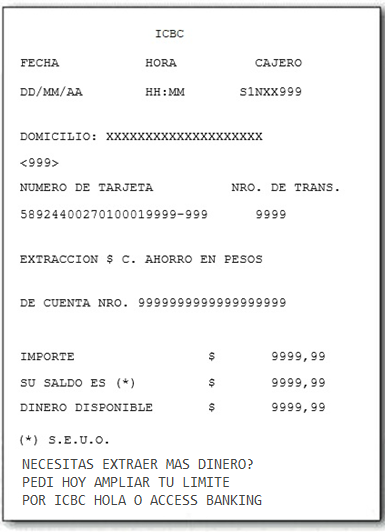 ICBC
FECHA HORA CAJERO
DD/MM/AA HH:MM S1NXX999
DOMICILIO: XXXXXXXXXXXXXXXXXXXX
<999>
NUMERO DE TARJETA NRO. DE TRANS.
58924400270100019999-999 9999
EXTRACCION $ C. AHORRO EN PESOS
DE CUENTA NRO. 9999999999999999999
IMPORTE $ 9999,99
SU SALDO ES (*) $ 9999,99
DINERO DISPONIBLE $ 9999,99
(*) S.E.U.O.
NECESITAS EXTRAER MAS DINERO?
PEDI HOY AMPLIAR TU LIMITE
POR ICBC HOLA O ACCESS BANKING